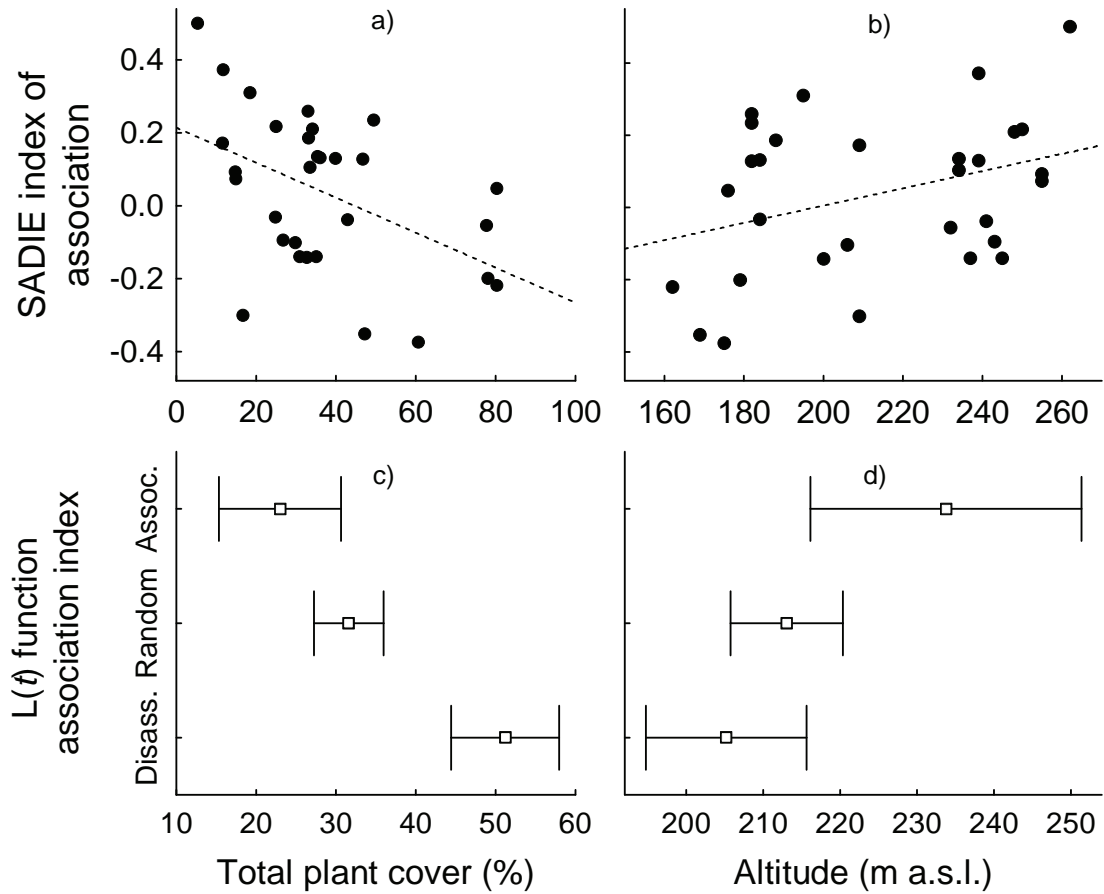 a)
b)
SADIE index of
association
0.4
0.2
0.0
-0.2
-0.4
0 20 40 60 80 100
160 180 200 220 240 260
c)
d)
L(t) function
association index
Disass. Random Assoc.
10 20 30 40 50 60
200 210 220 230 240 250
Total plant cover (%)
Altitude (m a.s.l.)